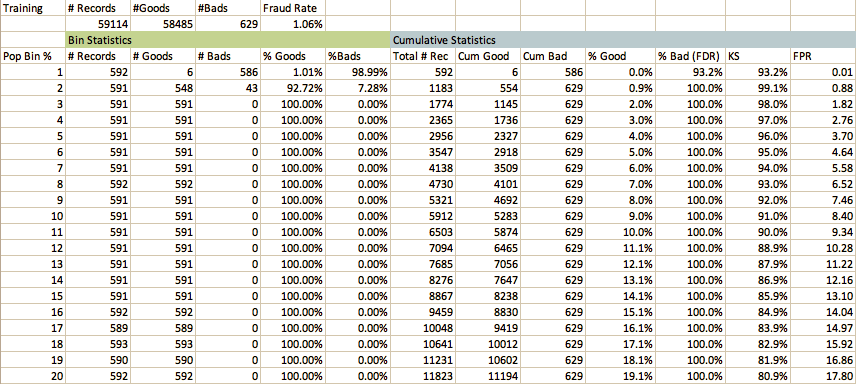 Training # Records #Goods #Bads Fraud Rate
59114 58485 629 1.06%
Bin Statistics Cumulative Statistics
Pop Bin % # Records # Goods # Bads % Goods %Bads Total # Rec Cum Good Cum Bad % Good % Bad (FDR) KS FPR
1 592 6 586 1.01% 98.99% 592 6 586 0.0% 93.2% 93.2% 0.01
2 591 548 43 92.72% 7.28% 1183 554 629 0.9% 100.0% 99.1% 0.88
3 591 591 0 100.00% 0.00% 1774 1145 629 2.0% 100.0% 98.0% 1.82
4 591 591 0 100.00% 0.00% 2365 1736 629 3.0% 100.0% 97.0% 2.76
5 591 591 0 100.00% 0.00% 2956 2327 629 4.0% 100.0% 96.0% 3.70
6 591 591 0 100.00% 0.00% 3547 2918 629 5.0% 100.0% 95.0% 4.64
7 591 591 0 100.00% 0.00% 4138 3509 629 6.0% 100.0% 94.0% 5.58
8 592 592 0 100.00% 0.00% 4730 4101 629 7.0% 100.0% 93.0% 6.52
9 591 591 0 100.00% 0.00% 5321 4692 629 8.0% 100.0% 92.0% 7.46
10 591 591 0 100.00% 0.00% 5912 5283 629 9.0% 100.0% 91.0% 8.40
11 591 591 0 100.00% 0.00% 6503 5874 629 10.0% 100.0% 90.0% 9.34
12 591 591 0 100.00% 0.00% 7094 6465 629 11.1% 100.0% 88.9% 10.28
13 591 591 0 100.00% 0.00% 7685 7056 629 12.1% 100.0% 87.9% 11.22
14 591 591 0 100.00% 0.00% 8276 7647 629 13.1% 100.0% 86.9% 12.16
15 591 591 0 100.00% 0.00% 8867 8238 629 14.1% 100.0% 85.9% 13.10
16 592 592 0 100.00% 0.00% 9459 8830 629 15.1% 100.0% 84.9% 14.04
17 589 589 0 100.00% 0.00% 10048 9419 629 16.1% 100.0% 83.9% 14.97
18 593 593 0 100.00% 0.00% 10641 10012 629 17.1% 100.0% 82.9% 15.92
19 590 590 0 100.00% 0.00% 11231 10602 629 18.1% 100.0% 81.9% 16.86
20 592 592 0 100.00% 0.00% 11823 11194 629 19.1% 100.0% 80.9% 17.80